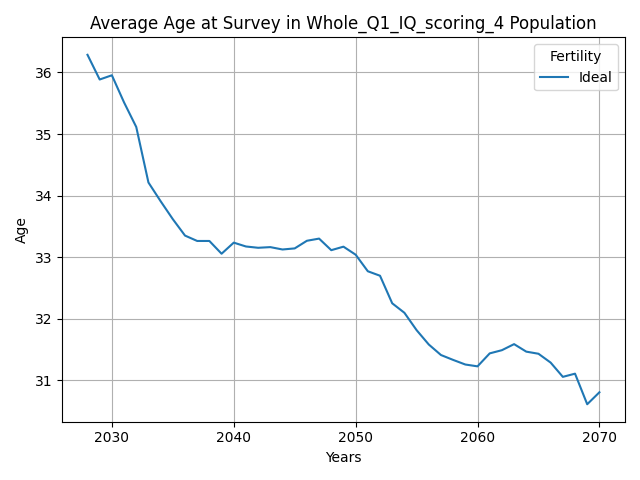 Average Age at Survey in Whole_Q1_IQ_scoring_4 Population
Fertility
Ideal
36
35
34
33
32
31
Age
2030 2040 2050 2060 2070
Years